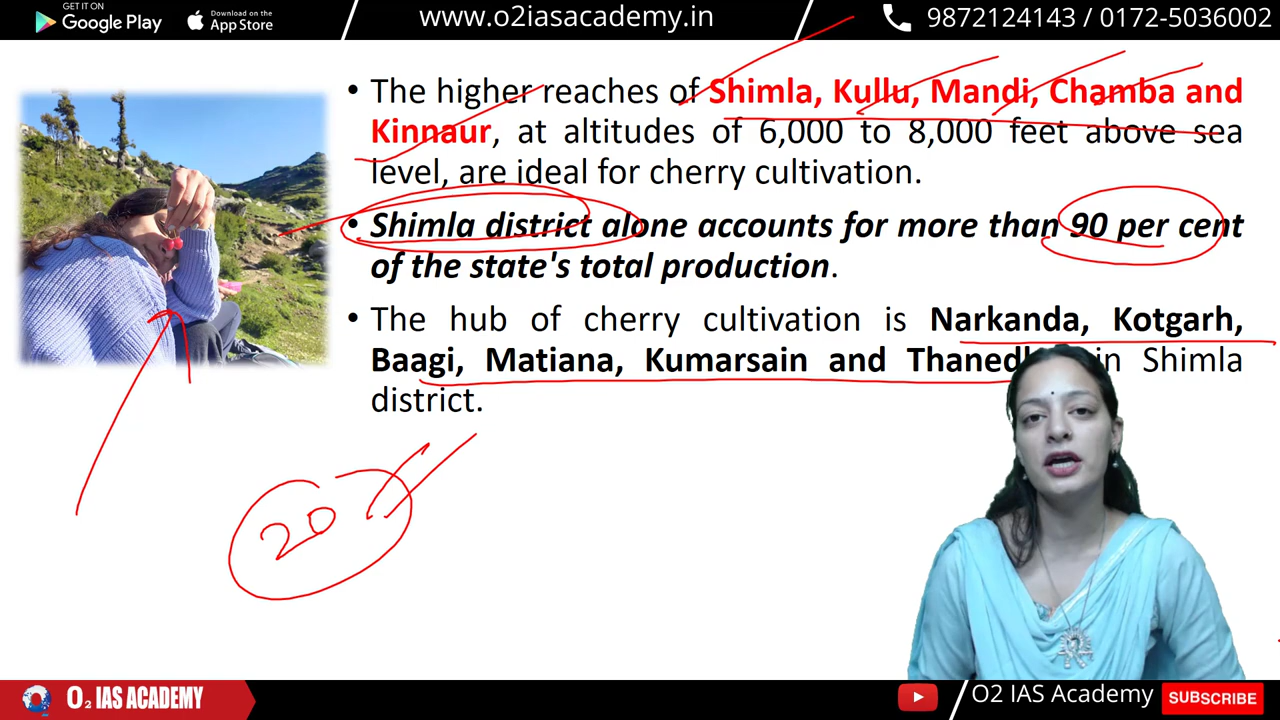 GET IT ON
Google Play
Download on the
App Store
www.o2iasacademy.in
9872124143 / 0172-5036002
• The higher reaches of Shimla, Kullu, Mandi, Chamba and
Kinnaur, at altitudes of 6,000 to 8,000 feet above sea
level, are ideal for cherry cultivation.
• Shimla district alone accounts for more than 90 per cent
of the state's total production.
• The hub of cherry cultivation is Narkanda, Kotgarh,
Baagi, Matiana, Kumarsain and in Shimla
district.
20
O₂ IAS ACADEMY
O2 IAS Academy
SUBSCRIBE